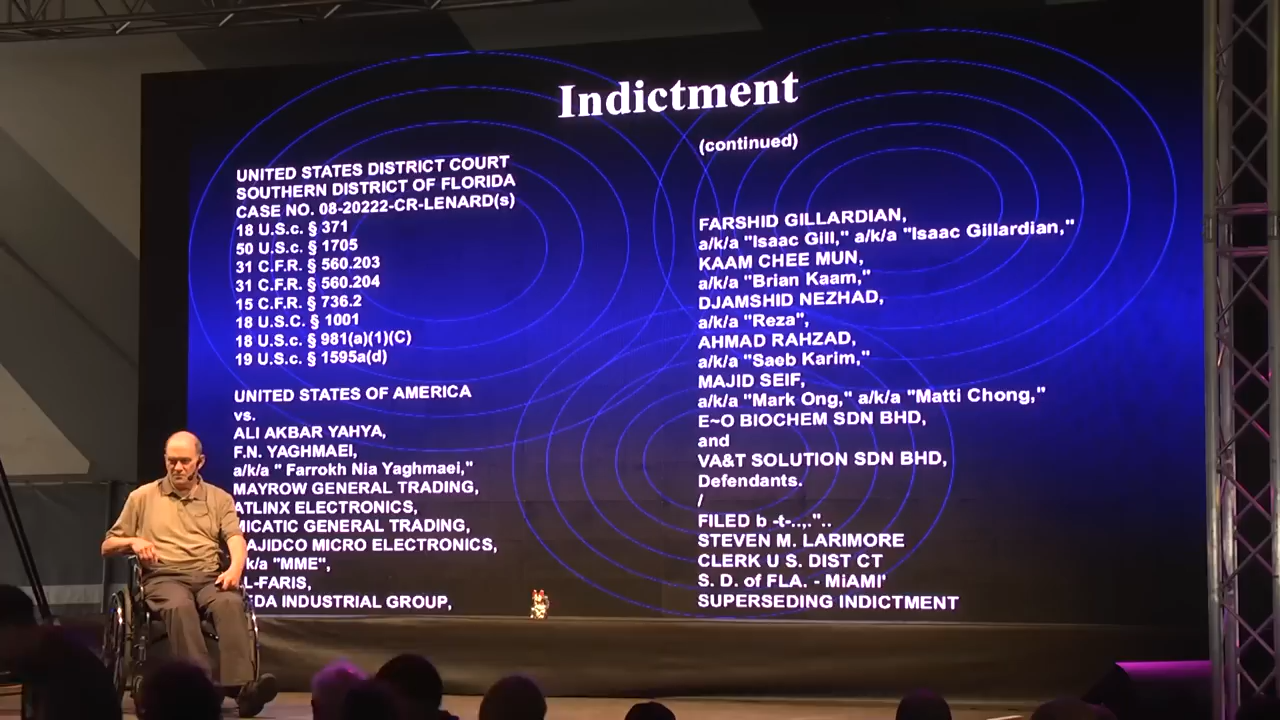 Indictment
UNITED STATES DISTRICT COURT
SOUTHERN DISTRICT OF FLORIDA
CASE NO. 08-20222-CR-LENARD(s)
18 U.S.c. § 371
50 U.S.c. § 1705
31 C.F.R. § 560.203
31 C.F.R. § 560.204
15 C.F.R. § 736.2
18 U.S.C. § 1001
18 U.S.c. § 981(a)(1)(C)
19 U.S.c. § 1595a(d)
UNITED STATES OF AMERICA
vs.
ALI AKBAR YAHYA,
F.N. YAGHMAEI,
a/k/a " Farrokh Nia Yaghmaei,"
MAYROW GENERAL TRADING,
ATLINX ELECTRONICS,
MICATIC GENERAL TRADING,
AJIDCO MICRO ELECTRONICS,
k/a "MME",
L-FARIS,
EDA INDUSTRIAL GROUP,
(continued)
FARSHID GILLARDIAN,
a/k/a "Isaac Gill," a/k/a "Isaac Gillardian,"
KAAM CHEE MUN,
a/k/a "Brian Kaam,"
DJAMSHID NEZHAD,
a/k/a "Reza",
AHMAD RAHZAD,
a/k/a "Saeb Karim,"
MAJID SEIF,
a/k/a "Mark Ong," a/k/a "Matti Chong,"
E~O BIOCHEM SDN BHD,
and
VA&T SOLUTION SDN BHD,
Defendants.
/
FILED b -t-..,."..
STEVEN M. LARIMORE
CLERK U S. DIST CT
S. D. of FLA. - MiAMI'
SUPERSEDING INDICTMENT